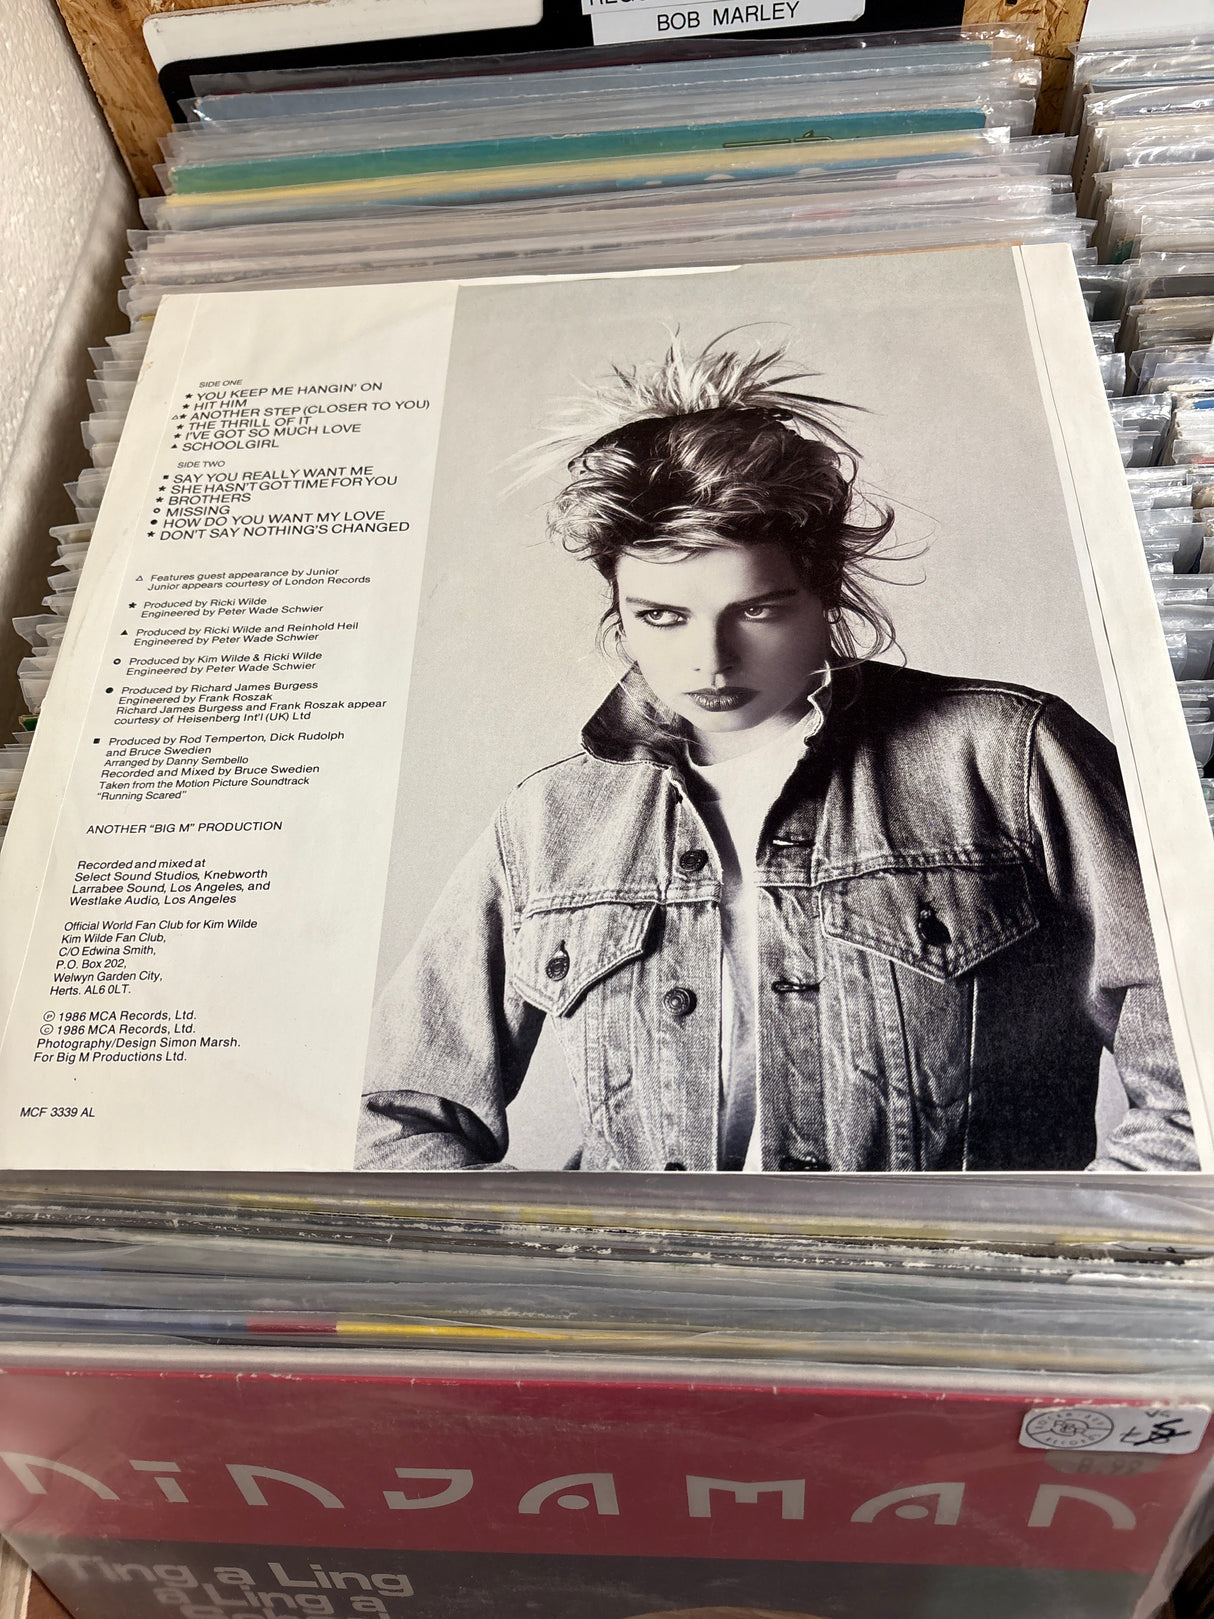 BOB MARLEY
SIDE ONE
★ YOU KEEP ME HANGIN' ON
★ HIT HIM
△★ ANOTHER STEP (CLOSER TO YOU)
★ THE THRILL OF IT
★ I'VE GOT SO MUCH LOVE
▲ SCHOOLGIRL
SIDE TWO
■ SAY YOU REALLY WANT ME
★ SHE HASN'T GOT TIME FOR YOU
★ BROTHERS
✪ MISSING
● HOW DO YOU WANT MY LOVE
★ DON'T SAY NOTHING'S CHANGED
△ Features guest appearance by Junior
Junior appears courtesy of London Records
★ Produced by Ricki Wilde
Engineered by Peter Wade Schwier
▲ Produced by Ricki Wilde and Reinhold Heil
Engineered by Peter Wade Schwier
✪ Produced by Kim Wilde & Ricki Wilde
Engineered by Peter Wade Schwier
● Produced by Richard James Burgess
Engineered by Frank Roszak
Richard James Burgess and Frank Roszak appear
courtesy of Heisenberg Int'l (UK) Ltd
■ Produced by Rod Temperton, Dick Rudolph
and Bruce Swedien
Arranged by Danny Sembello
Recorded and Mixed by Bruce Swedien
Taken from the Motion Picture Soundtrack
"Running Scared"
ANOTHER "BIG M" PRODUCTION
Recorded and mixed at
Select Sound Studios, Knebworth
Larrabee Sound, Los Angeles, and
Westlake Audio, Los Angeles
Official World Fan Club for Kim Wilde
Kim Wilde Fan Club,
C/O Edwina Smith,
P.O. Box 202,
Welwyn Garden City,
Herts. AL6 0LT.
℗ 1986 MCA Records, Ltd.
© 1986 MCA Records, Ltd.
Photography/Design Simon Marsh.
For Big M Productions Ltd.
MCF 3339 AL
NINJAMAN
Ting a Ling
a Ling a